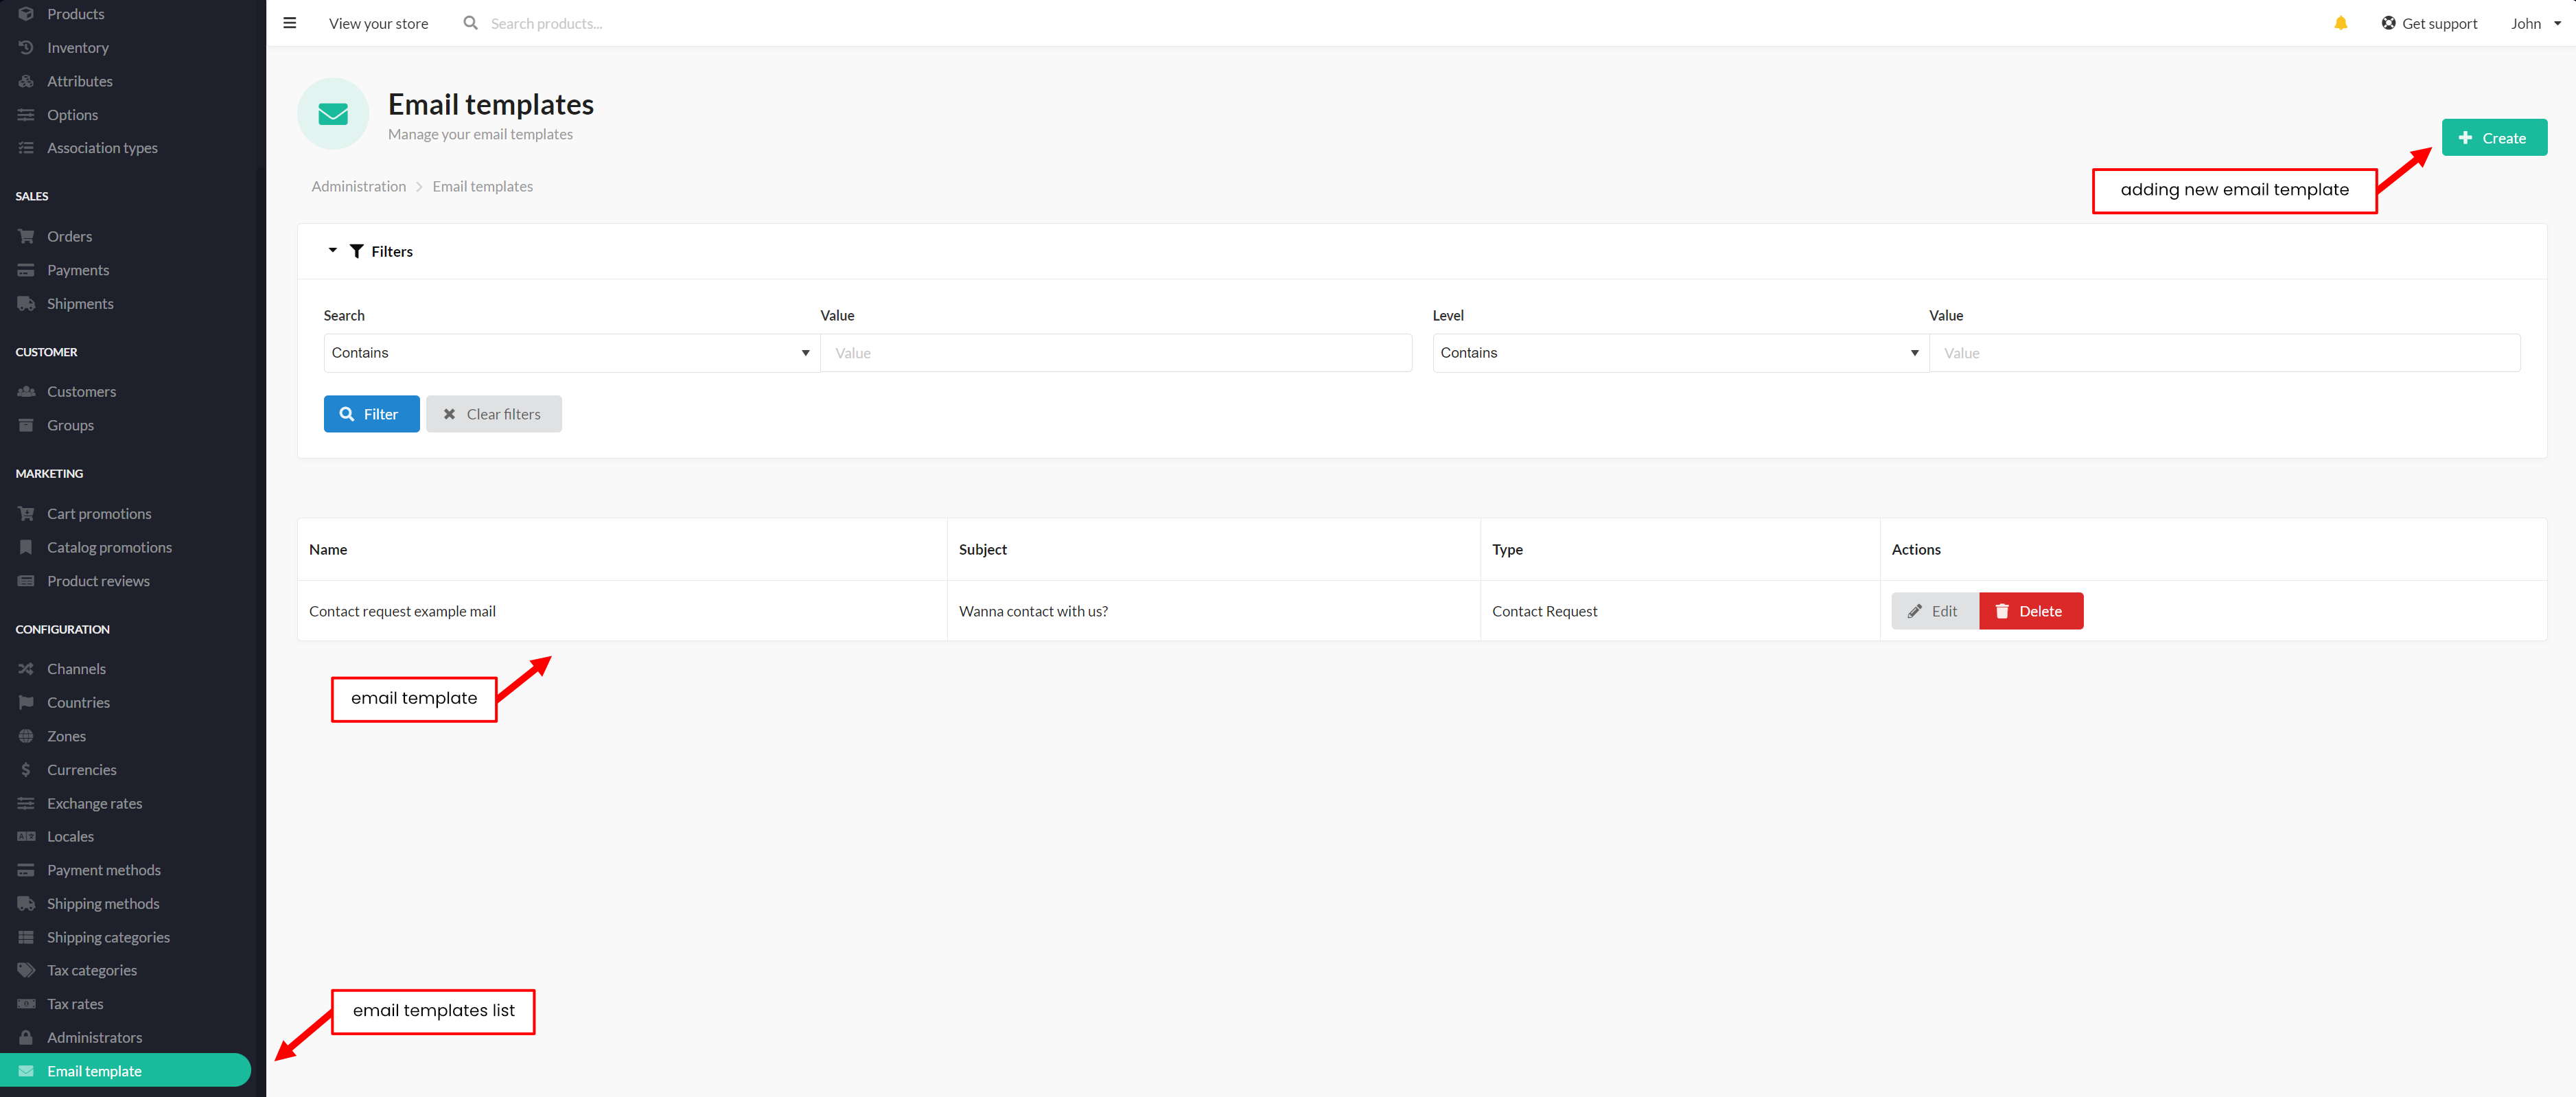 Products
Inventory
Attributes
Options
Association types
SALES
Orders
Payments
Shipments
CUSTOMER
Customers
Groups
MARKETING
Cart promotions
Catalog promotions
Product reviews
CONFIGURATION
Channels
Countries
Zones
Currencies
Exchange rates
Locales
Payment methods
Shipping methods
Shipping categories
Tax categories
Tax rates
Administrators
Email template
View your store
Search products...
Get support
John
Email templates
Manage your email templates
Create
adding new email template
Administration
Email templates
Filters
Search
Value
Level
Value
Contains
Value
Contains
Value
Filter
Clear filters
Name
Subject
Type
Actions
Contact request example mail
Wanna contact with us?
Contact Request
Edit
Delete
email template
email templates list